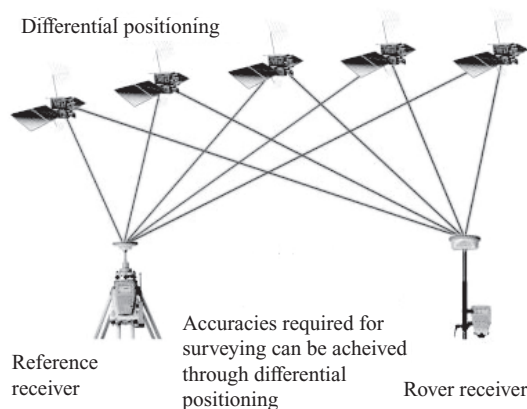 Differential positioning
Reference
receiver
Accuracies required for
surveying can be acheived
through differential
positioning
Rover receiver